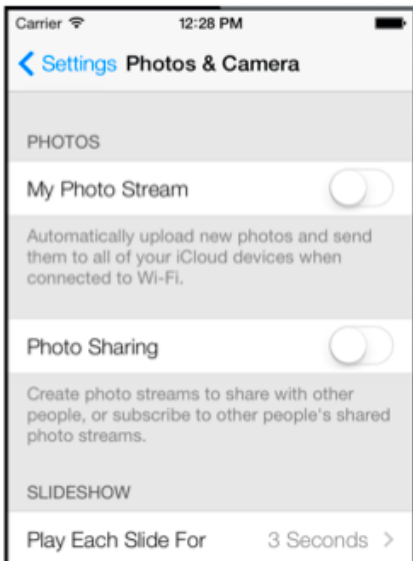 Carrier 12:28 PM
Settings Photos & Camera
PHOTOS
My Photo Stream
Automatically upload new photos and send
them to all of your iCloud devices when
connected to Wi-Fi.
Photo Sharing
Create photo streams to share with other
people, or subscribe to other people's shared
photo streams.
SLIDESHOW
Play Each Slide For 3 Seconds